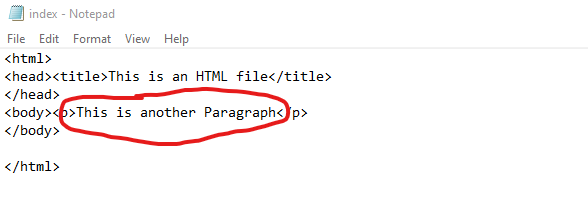 index - Notepad
File Edit Format View Help
<html>
<head><title>This is an HTML file</title>
</head>
<body><p>This is another Paragraph</p>
</body>
</html>